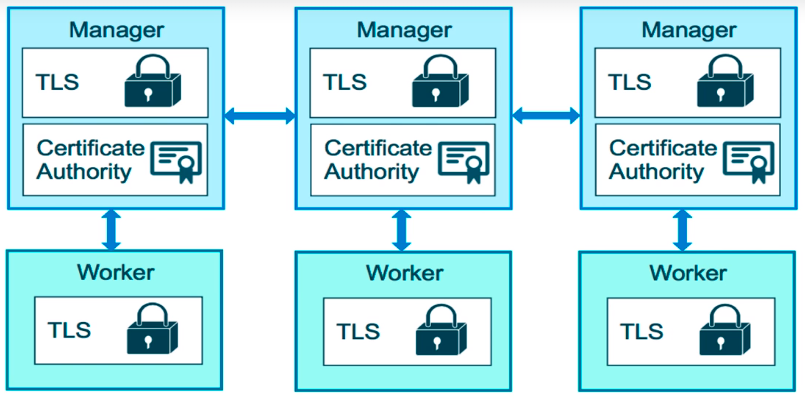 Manager
TLS
Certificate
Authority
Manager
TLS
Certificate
Authority
Manager
TLS
Certificate
Authority
Worker
TLS
Worker
TLS
Worker
TLS